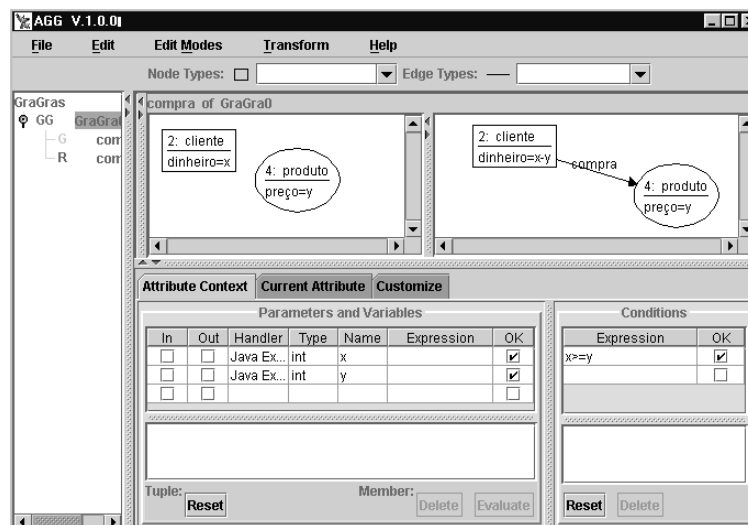 AGG V.1.0.0
File Edit Edit Modes Transform Help
Node Types: Edge Types:
GraGras
compra of GraGra0
GG GraGra
G com
R com
2: cliente
dinheiro=x
4: produto
preço=y
2: cliente
dinheiro=x-y
compra
4: produto
preço=y
Attribute Context Current Attribute Customize
Parameters and Variables
In Out Handler Type Name Expression OK
Java Ex... int x
Java Ex... int y
Tuple: Reset Member: Delete Evaluate
Conditions
Expression OK
x>=y
Reset Delete